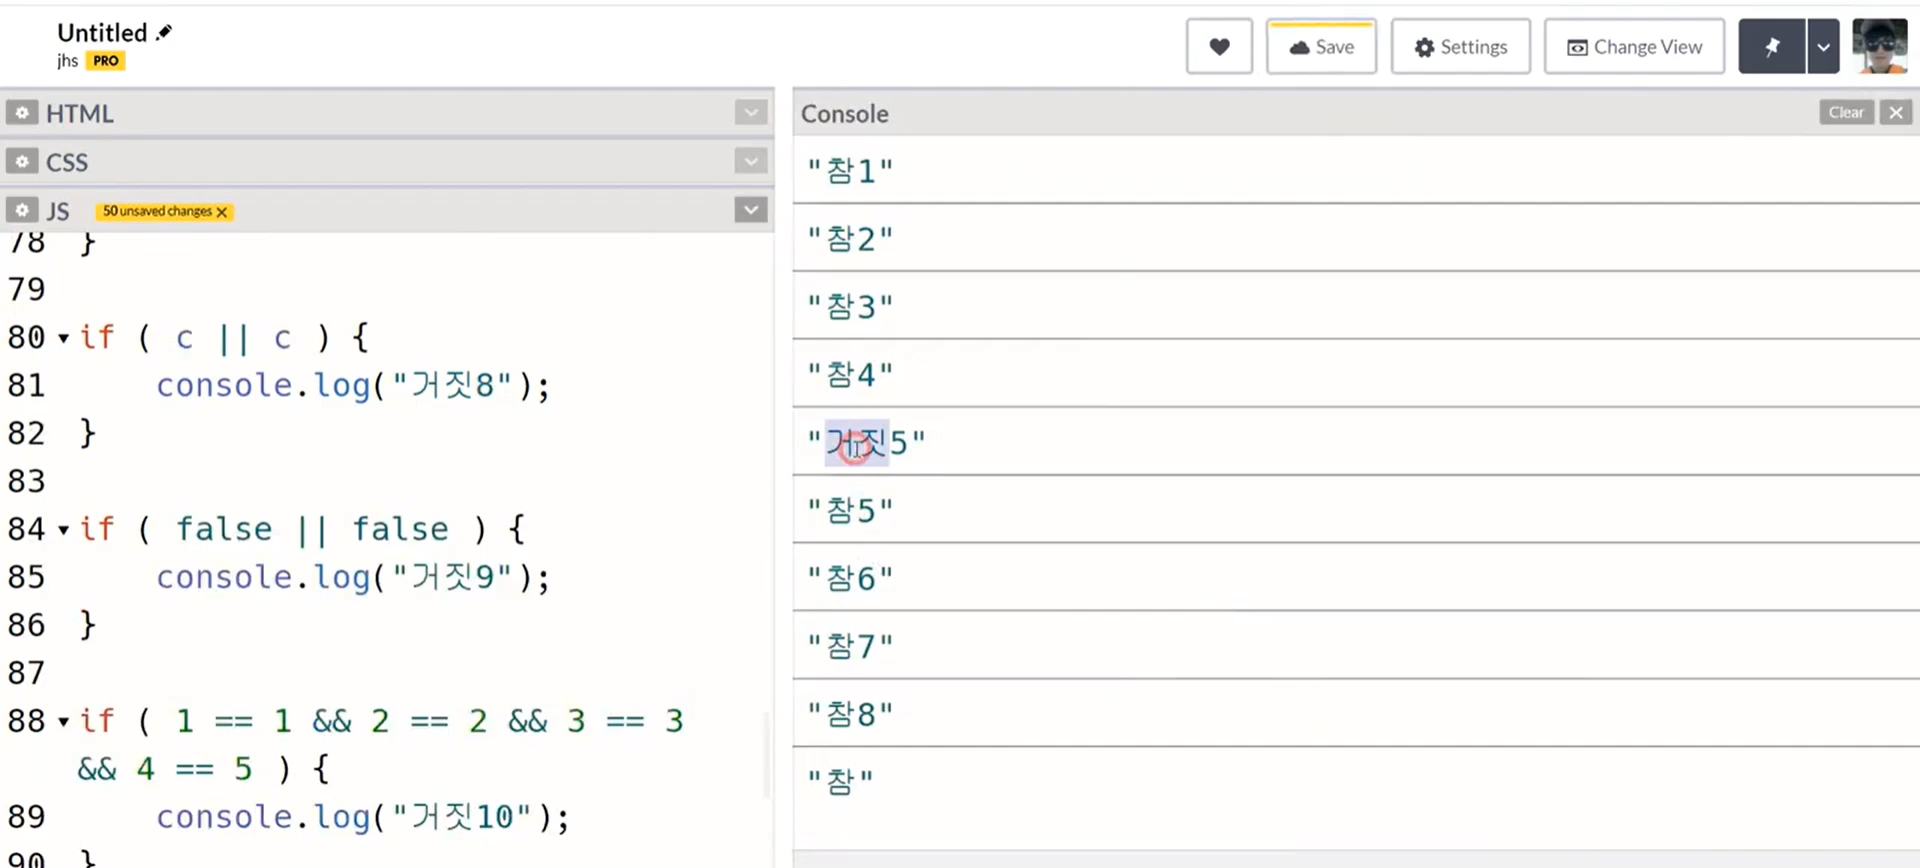 Untitled
jhs PRO
Save
Settings
Change View
HTML
CSS
JS 50 unsaved changes X
78 }
79
80 if ( c || c ) {
81 console.log("거짓8");
82 }
83
84 if ( false || false ) {
85 console.log("거짓9");
86 }
87
88 if ( 1 == 1 && 2 == 2 && 3 == 3
&& 4 == 5 ) {
89 console.log("거짓10");
90 }
Console
Clear
"참1"
"참2"
"참3"
"참4"
"거짓5"
"참5"
"참6"
"참7"
"참8"
"참"